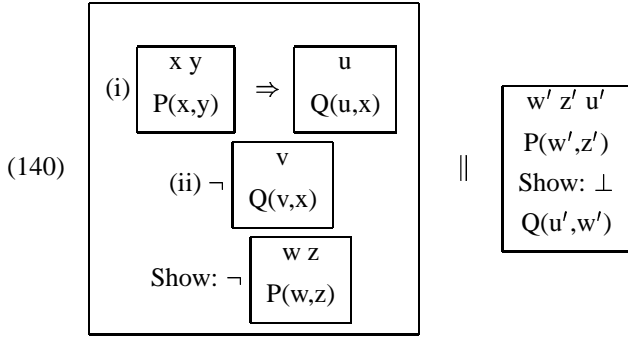 x y
u
(i) P(x,y) ⇒ Q(u,x)
v
(ii) ¬ Q(v,x)
w z
Show: ¬ P(w,z)
(140)
||
w′ z′ u′
P(w′,z′)
Show: ⊥
Q(u′,w′)